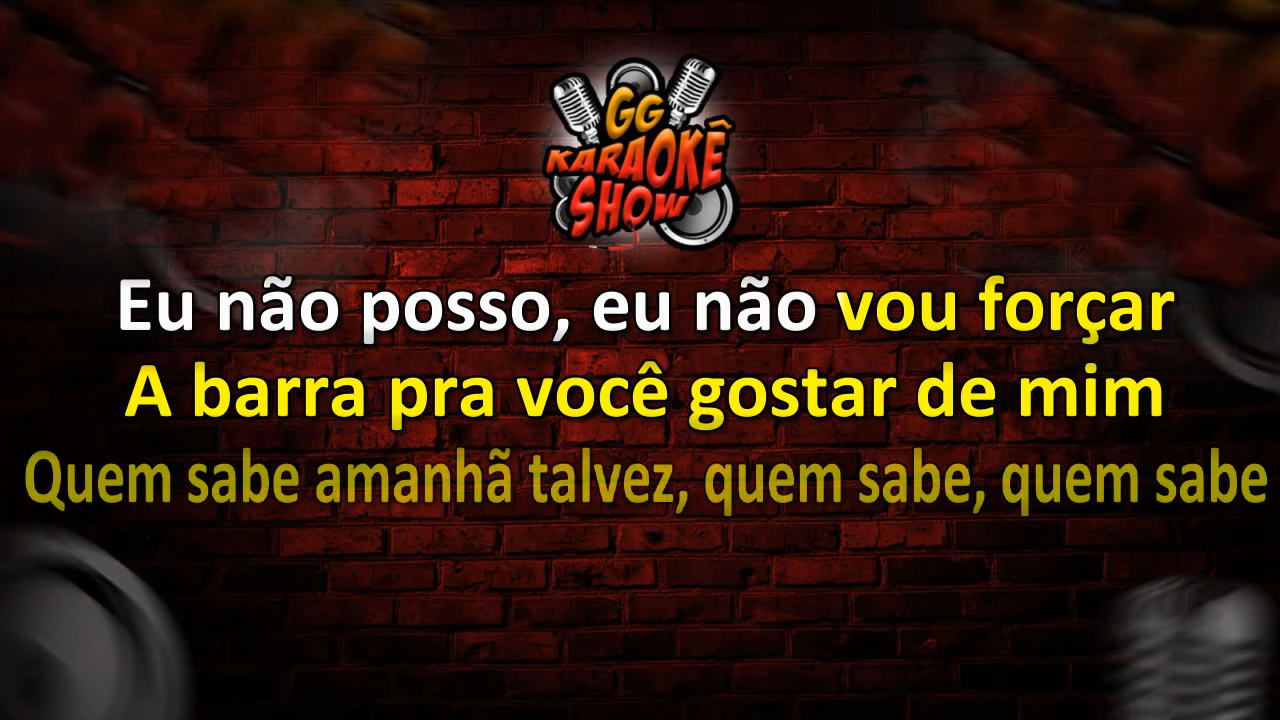 GG
KARAOKÊ
SHOW
Eu não posso, eu não vou forçar
A barra pra você gostar de mim
Quem sabe amanhã talvez, quem sabe, quem sabe